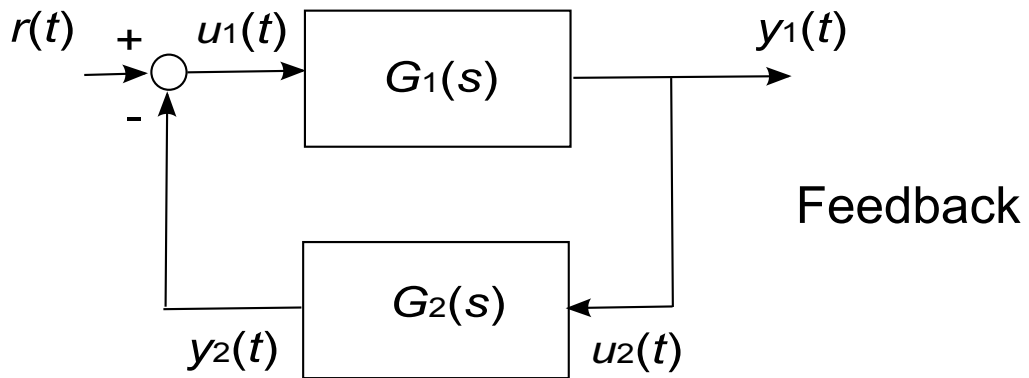 r(t) + u1(t) y1(t)
G1(s)
-
Feedback
G2(s)
y2(t) u2(t)